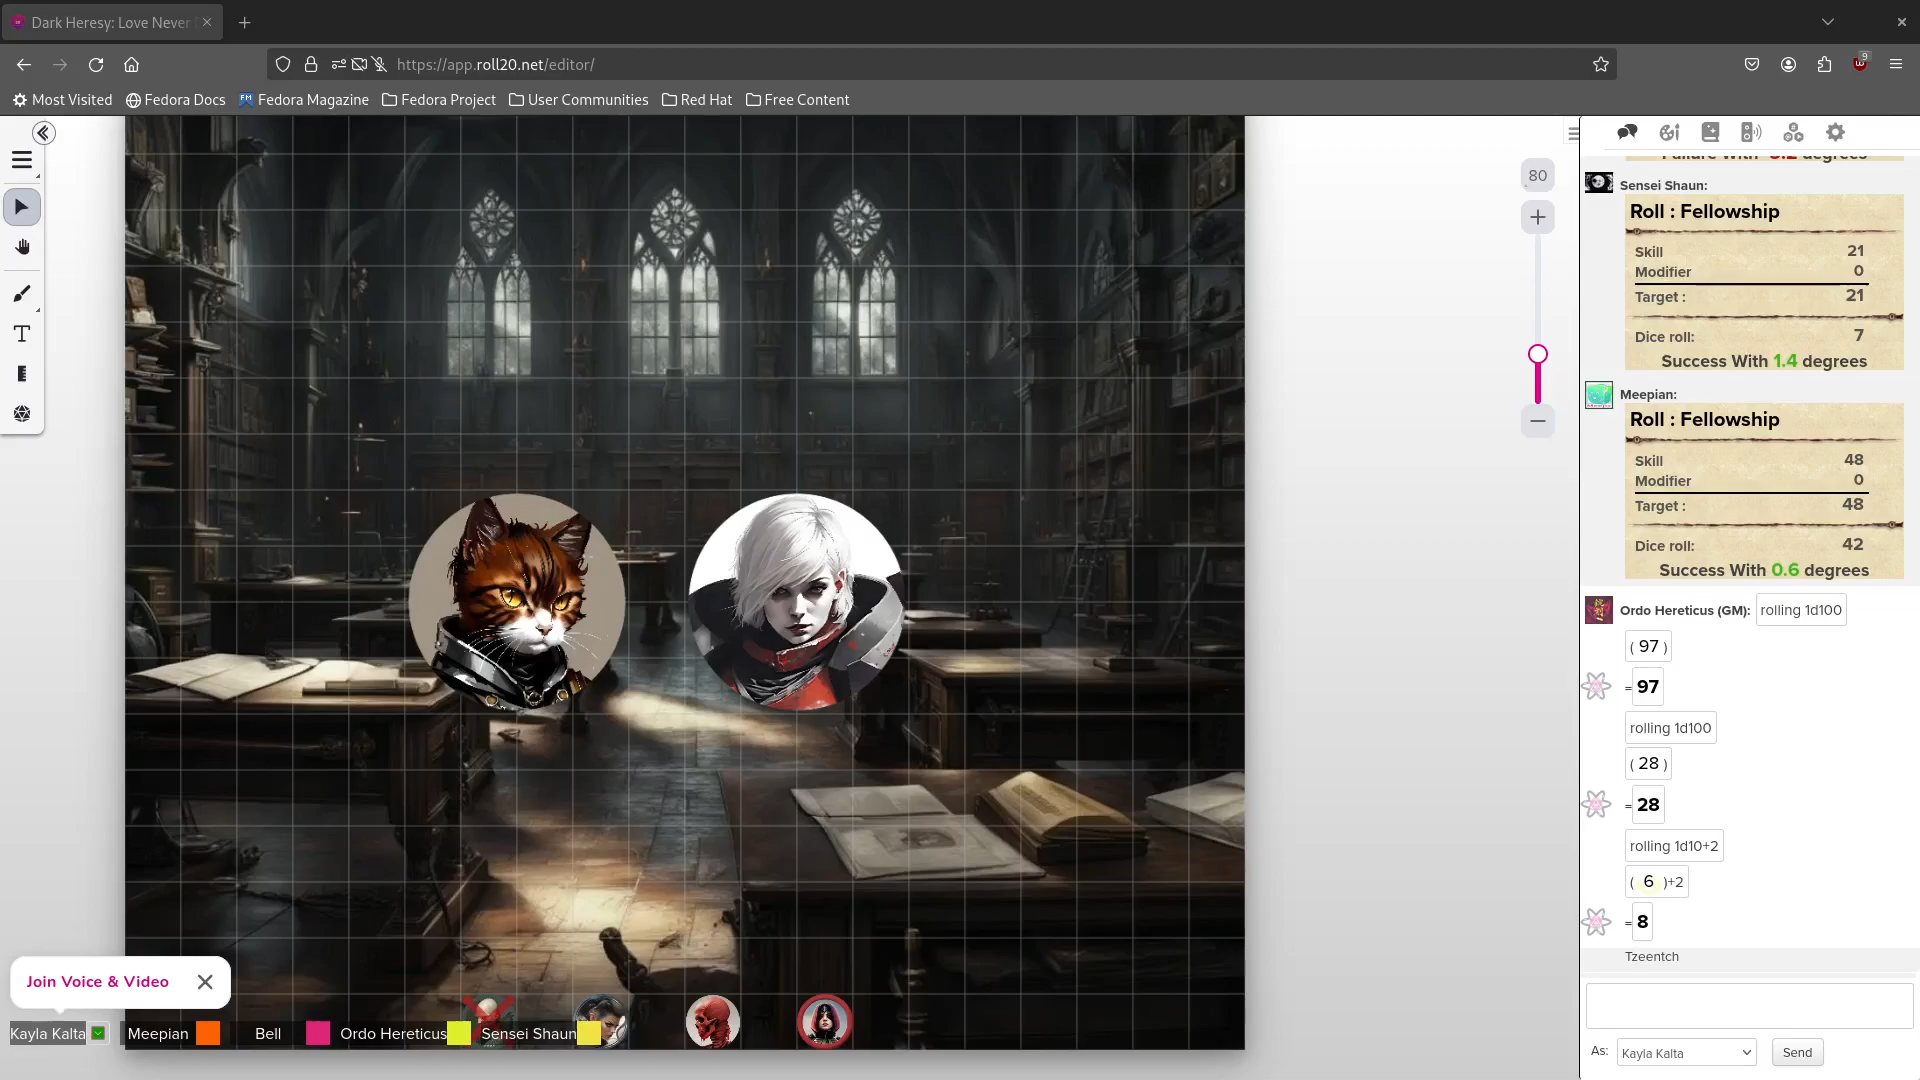 Dark Heresy: Love Never
https://app.roll20.net/editor/
9
Most Visited
Fedora Docs
Fedora Magazine
Fedora Project
User Communities
Red Hat
Free Content
80
Failure With degrees
Sensei Shaun:
Roll : Fellowship
Skill 21
Modifier 0
Target : 21
Dice roll: 7
Success With 1.4 degrees
Meepian:
Roll : Fellowship
Skill 48
Modifier 0
Target : 48
Dice roll: 42
Success With 0.6 degrees
Ordo Hereticus (GM): rolling 1d100
( 97 )
= 97
rolling 1d100
( 28 )
= 28
rolling 1d10+2
( 6 )+2
= 8
Tzeentch
Join Voice & Video
Kayla Kalta
Meepian
Bell
Ordo Hereticus
Sensei Shaun
As: Kayla Kalta
Send